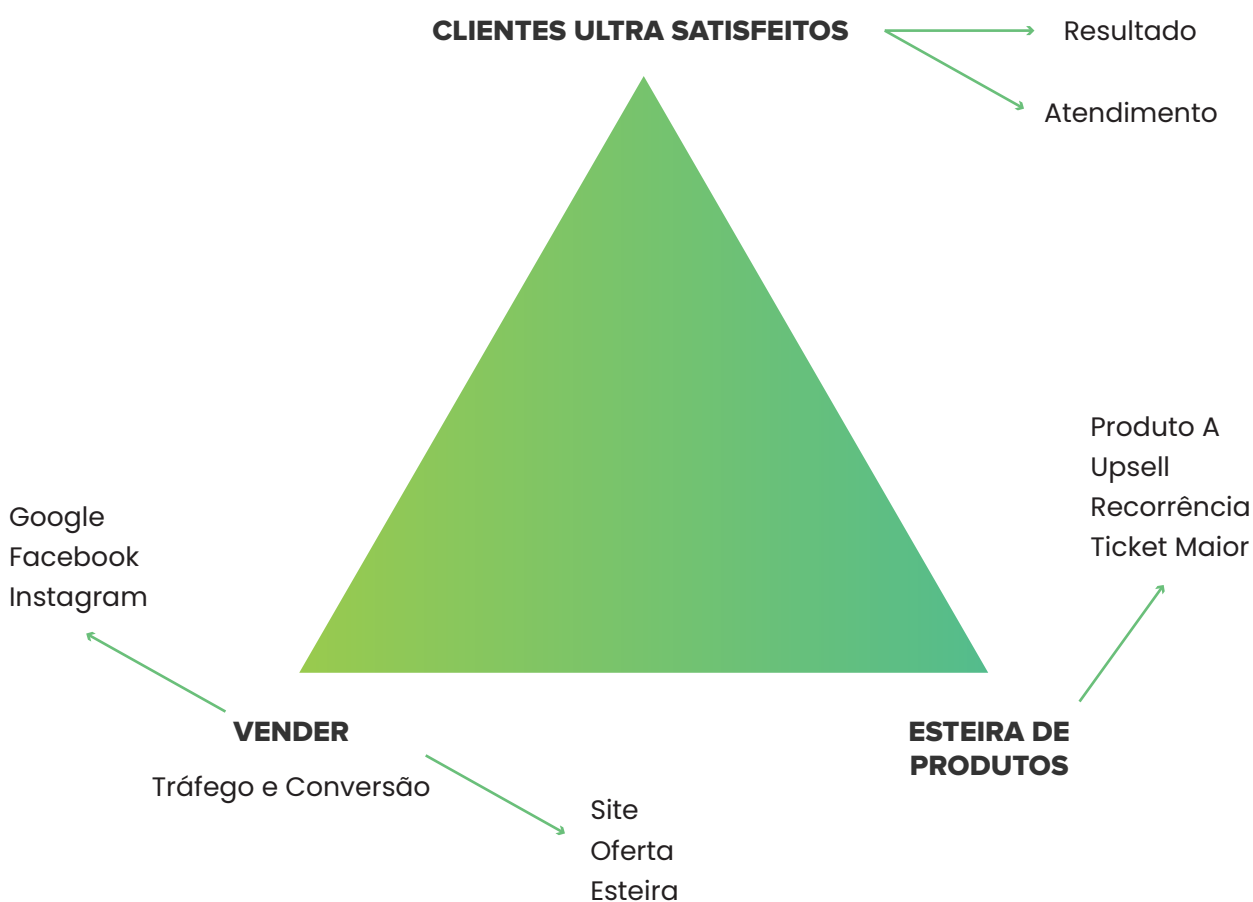 CLIENTES ULTRA SATISFEITOS
Resultado
Atendimento
Produto A
Upsell
Recorrência
Ticket Maior
Google
Facebook
Instagram
VENDER
Tráfego e Conversão
ESTEIRA DE
PRODUTOS
Site
Oferta
Esteira